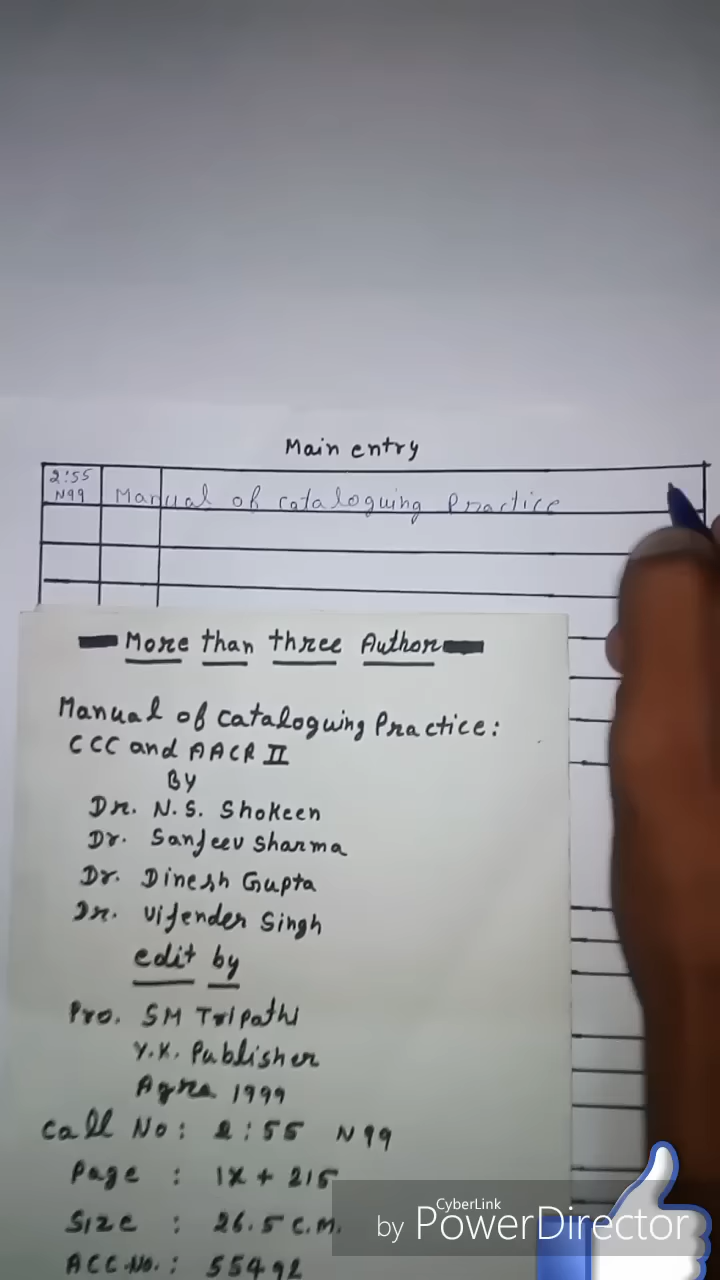 Main entry
2:55
N99
Manual of cataloguing Practice
More than three Author
Manual of Cataloguing Practice:
CCC and AACR II
By
Dr. N.S. Shokeen
Dr. Sanjeev Sharma
Dr. Dinesh Gupta
Dr. Vijender Singh
edit by
Pro. SM Tripathi
Y.K. Publisher
Agra 1999
Call No: 2:55 N99
Page : IX + 215
Size : 26.5 C.M.
ACC.No.: 55492
CyberLink
by PowerDirector